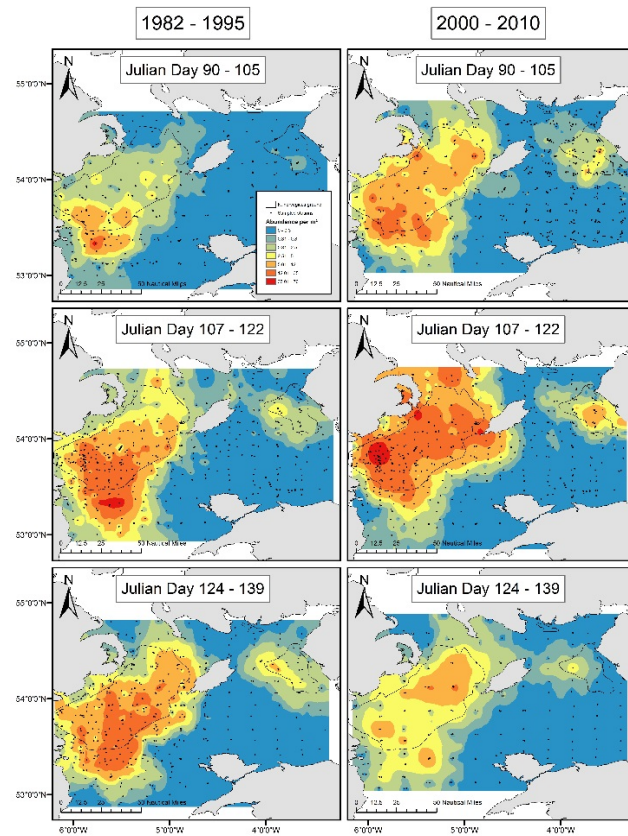 1982 - 1995
2000 - 2010
Julian Day 90 - 105
Julian Day 90 - 105
N
N
55°0'0"N
54°0'0"N
53°0'0"N
Abundance per m²
0 12.5 25 50 Nautical Miles
0 12.5 25 50 Nautical Miles
Julian Day 107 - 122
Julian Day 107 - 122
N
N
55°0'0"N
54°0'0"N
53°0'0"N
0 12.5 25 50 Nautical Miles
0 12.5 25 50 Nautical Miles
Julian Day 124 - 139
Julian Day 124 - 139
N
N
55°0'0"N
54°0'0"N
53°0'0"N
0 12.5 25 50 Nautical Miles
0 12.5 25 50 Nautical Miles
6°0'0"W 5°0'0"W 4°0'0"W
6°0'0"W 5°0'0"W 4°0'0"W